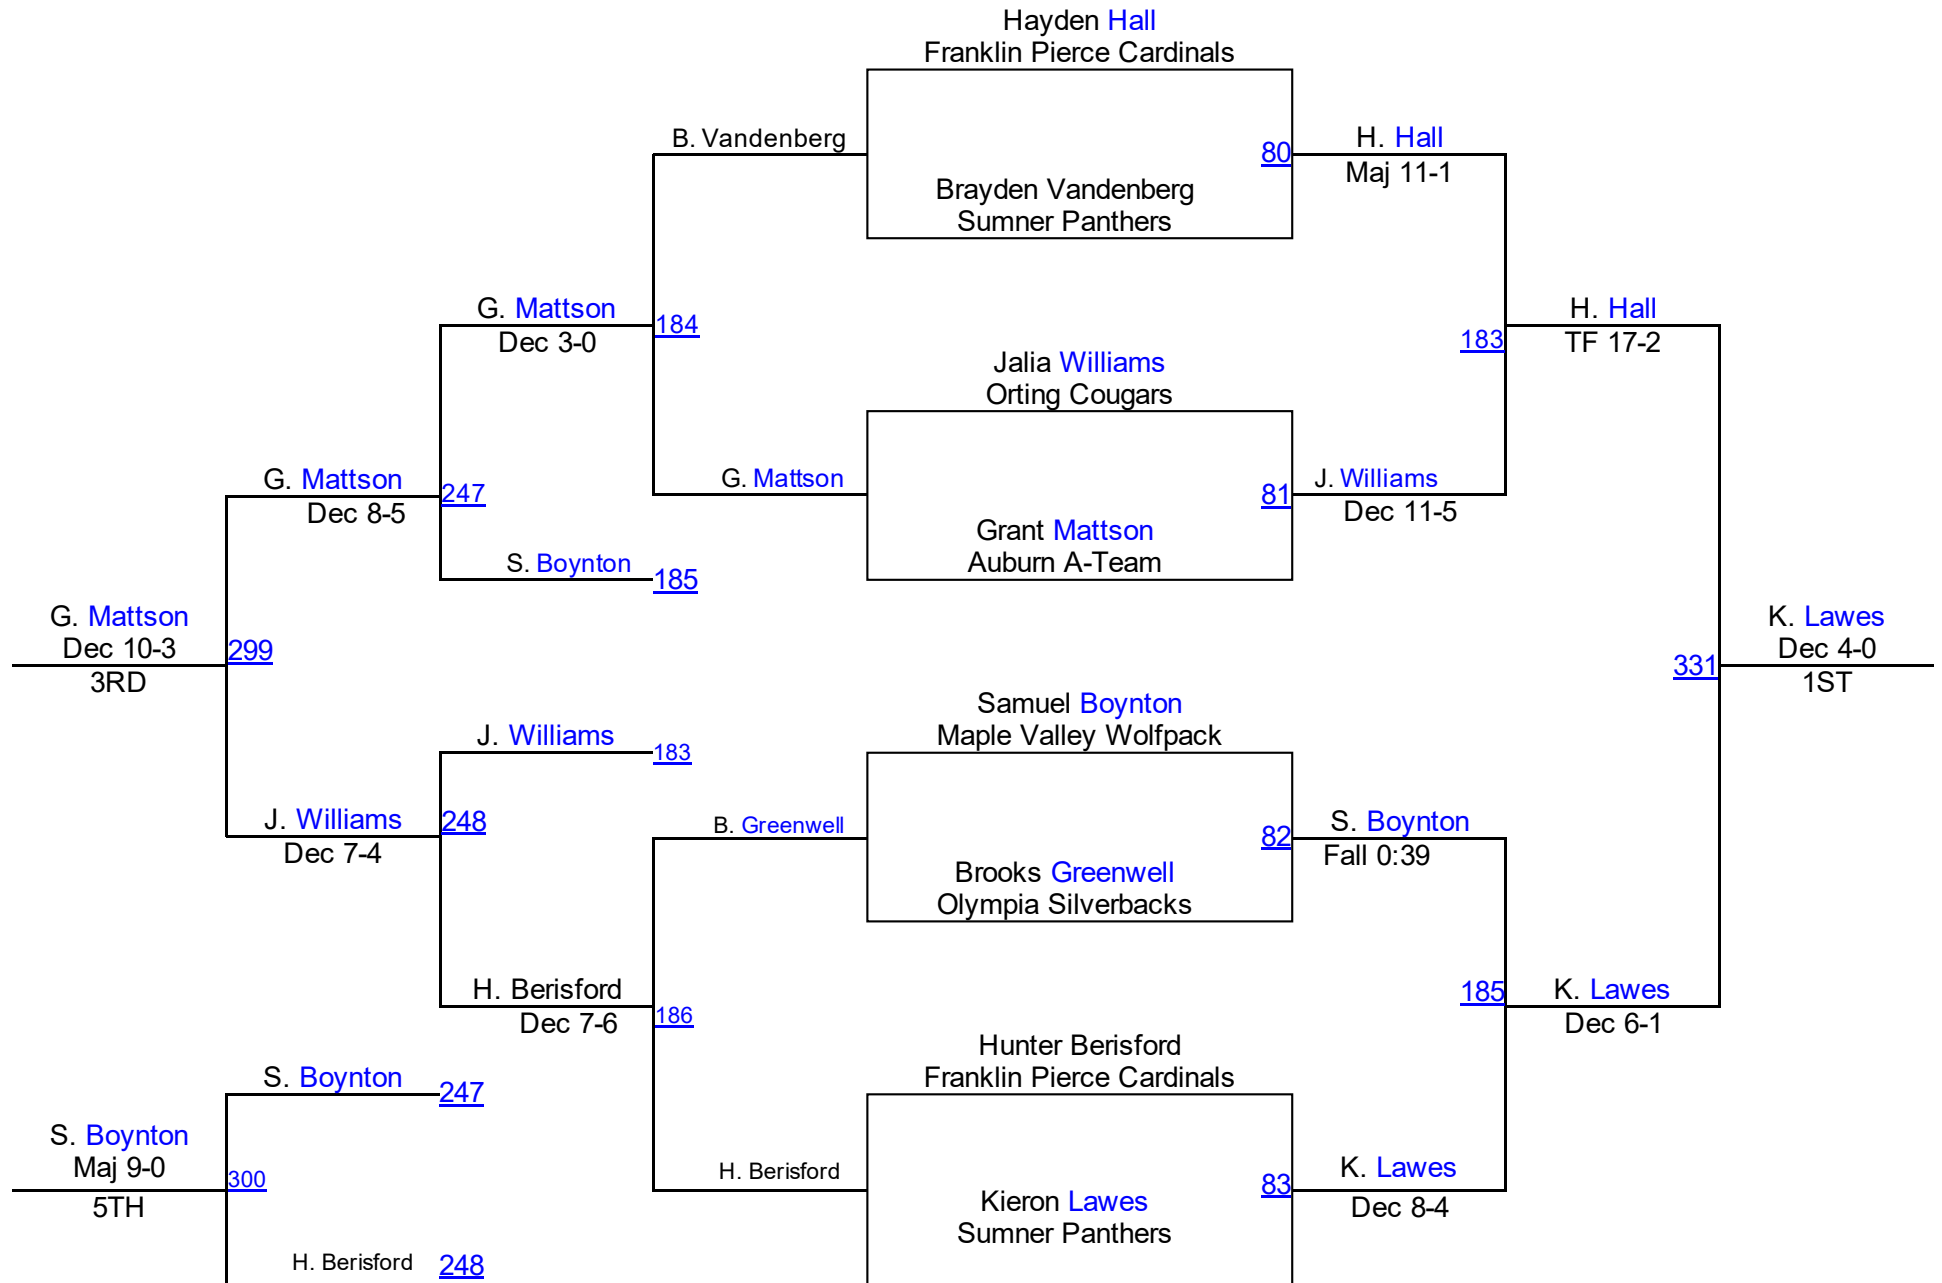 Hayden Hall
Franklin Pierce Cardinals
B. Vandenberg
80
H. Hall
Maj 11-1
Brayden Vandenberg
Sumner Panthers
G. Mattson
Dec 3-0
184
H. Hall
TF 17-2
183
Jalia Williams
Orting Cougars
G. Mattson
Dec 8-5
247
G. Mattson
81
J. Williams
Dec 11-5
Grant Mattson
Auburn A-Team
S. Boynton
185
G. Mattson
Dec 10-3
3RD
299
K. Lawes
Dec 4-0
1ST
331
Samuel Boynton
Maple Valley Wolfpack
J. Williams
183
J. Williams
Dec 7-4
248
B. Greenwell
82
S. Boynton
Fall 0:39
Brooks Greenwell
Olympia Silverbacks
H. Berisford
Dec 7-6
186
185
K. Lawes
Dec 6-1
Hunter Berisford
Franklin Pierce Cardinals
S. Boynton
247
S. Boynton
Maj 9-0
5TH
300
H. Berisford
83
K. Lawes
Dec 8-4
Kieron Lawes
Sumner Panthers
H. Berisford
248